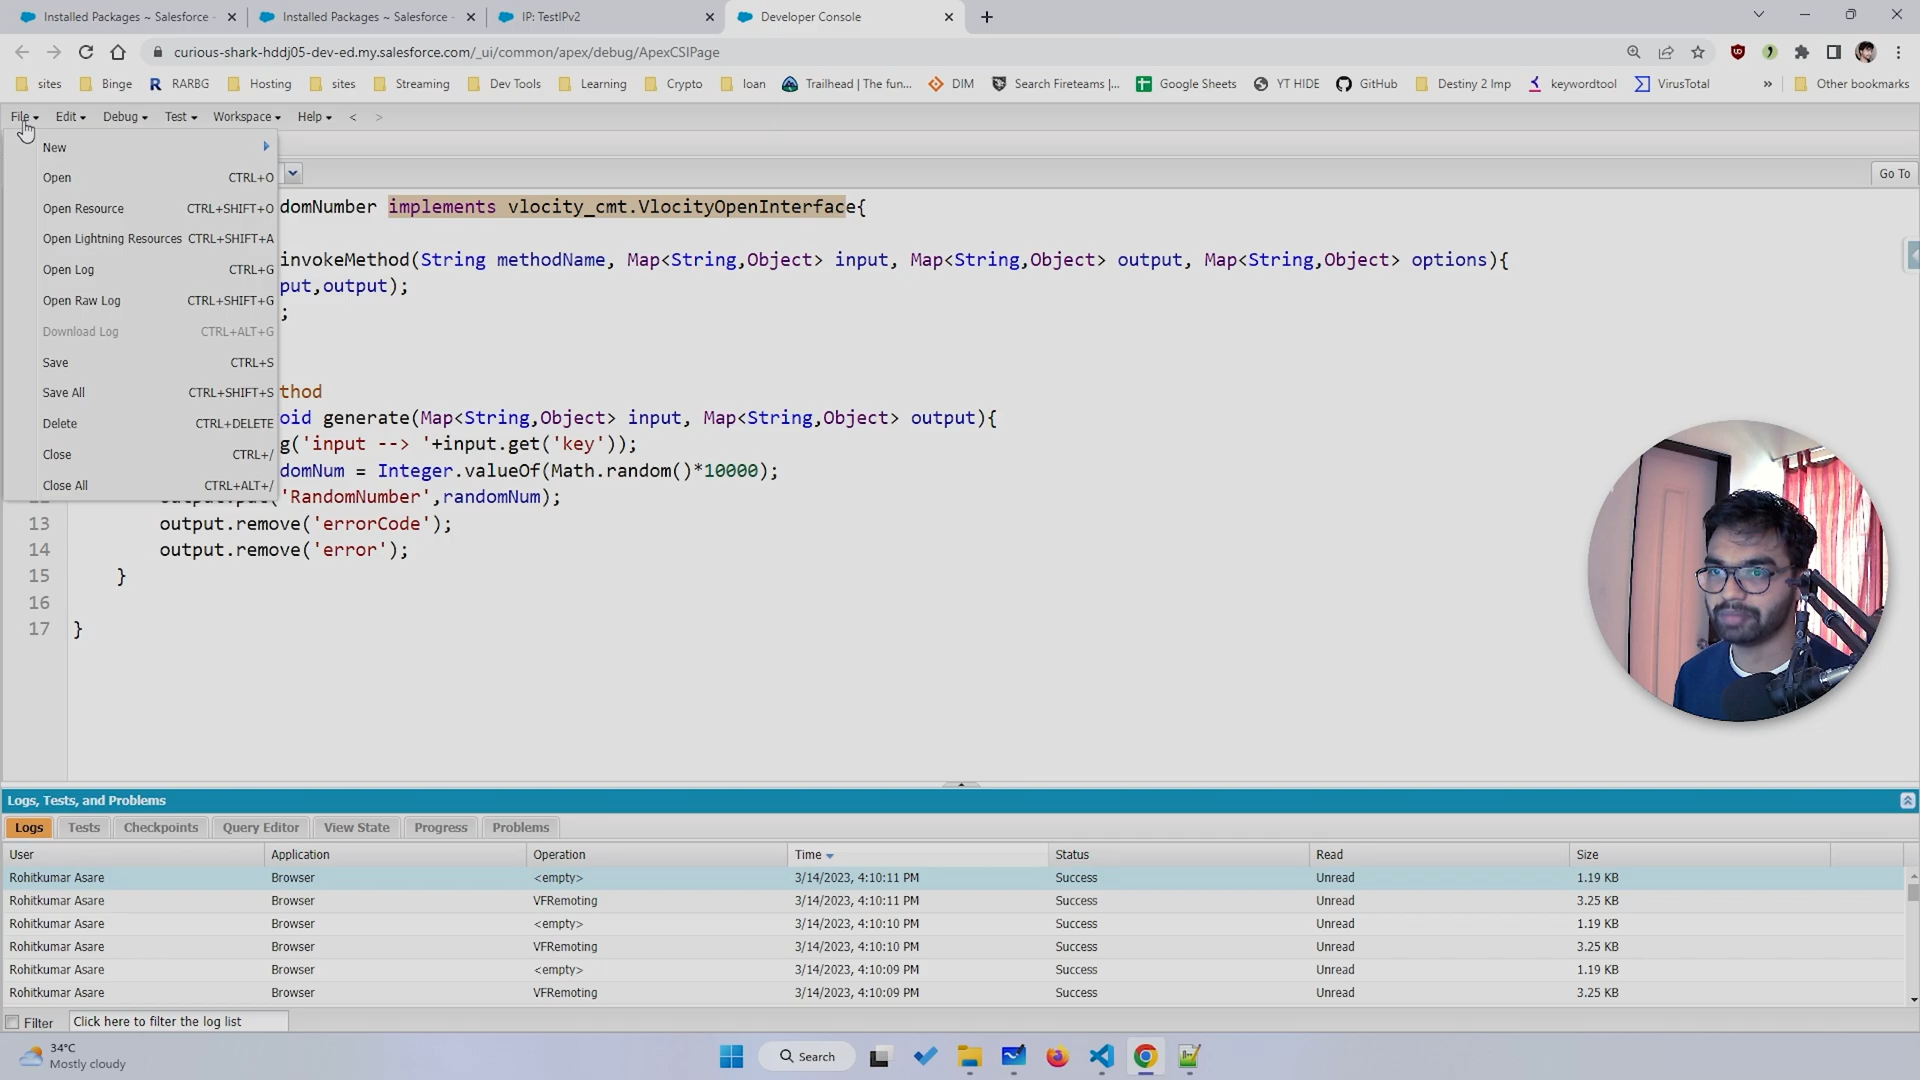 Installed Packages ~ Salesforce -
Installed Packages ~ Salesforce -
IP: TestIPv2
Developer Console
curious-shark-hddj05-dev-ed.my.salesforce.com/_ui/common/apex/debug/ApexCSIPage
sites
Binge
RARBG
Hosting
sites
Streaming
Dev Tools
Learning
Crypto
loan
Trailhead | The fun...
DIM
Search Fireteams |...
Google Sheets
YT HIDE
GitHub
Destiny 2 Imp
keywordtool
VirusTotal
»
Other bookmarks
File
Edit
Debug
Test
Workspace
Help
<
>
New
Open CTRL+O
Open Resource CTRL+SHIFT+O
Open Lightning Resources CTRL+SHIFT+A
Open Log CTRL+G
Open Raw Log CTRL+SHIFT+G
Download Log CTRL+ALT+G
Save CTRL+S
Save All CTRL+SHIFT+S
Delete CTRL+DELETE
Close CTRL+/
Close All CTRL+ALT+/
Go To
domNumber implements vlocity_cmt.VlocityOpenInterface{
invokeMethod(String methodName, Map<String,Object> input, Map<String,Object> output, Map<String,Object> options){
put,output);
;
thod
oid generate(Map<String,Object> input, Map<String,Object> output){
g('input --> '+input.get('key'));
domNum = Integer.valueOf(Math.random()*10000);
'RandomNumber',randomNum);
13 output.remove('errorCode');
14 output.remove('error');
15 }
16
17 }
Logs, Tests, and Problems
Logs
Tests
Checkpoints
Query Editor
View State
Progress
Problems
User Application Operation Time Status Read Size
Rohitkumar Asare Browser <empty> 3/14/2023, 4:10:11 PM Success Unread 1.19 KB
Rohitkumar Asare Browser VFRemoting 3/14/2023, 4:10:11 PM Success Unread 3.25 KB
Rohitkumar Asare Browser <empty> 3/14/2023, 4:10:10 PM Success Unread 1.19 KB
Rohitkumar Asare Browser VFRemoting 3/14/2023, 4:10:10 PM Success Unread 3.25 KB
Rohitkumar Asare Browser <empty> 3/14/2023, 4:10:09 PM Success Unread 1.19 KB
Rohitkumar Asare Browser VFRemoting 3/14/2023, 4:10:09 PM Success Unread 3.25 KB
Filter
Click here to filter the log list
34°C
Mostly cloudy
Search